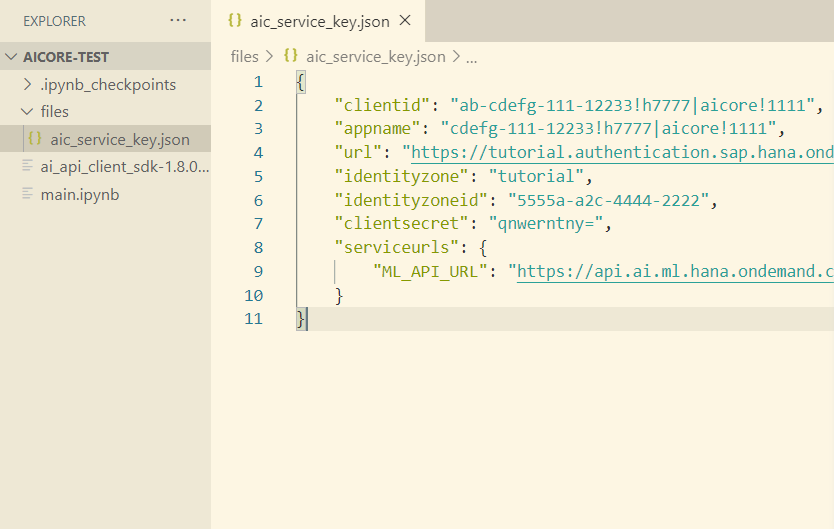 EXPLORER ...
AICORE-TEST
.ipynb_checkpoints
files
aic_service_key.json
ai_api_client_sdk-1.8.0...
main.ipynb
{} aic_service_key.json ×
files > {} aic_service_key.json > ...
1 {
2 "clientid": "ab-cdefg-111-12233!h7777|aicore!1111",
3 "appname": "cdefg-111-12233!h7777|aicore!1111",
4 "url": "https://tutorial.authentication.sap.hana.ond
5 "identityzone": "tutorial",
6 "identityzoneid": "5555a-a2c-4444-2222",
7 "clientsecret": "qnwerntny=",
8 "serviceurls": {
9 "ML_API_URL": "https://api.ai.ml.hana.ondemand.c
10 }
11 }